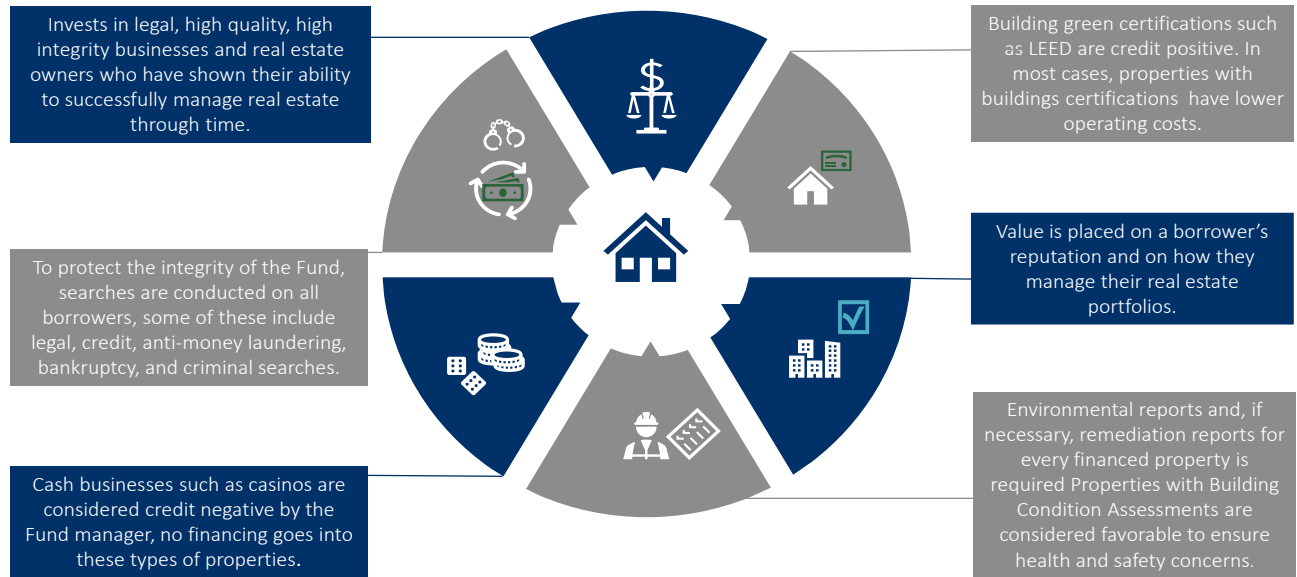 Invests in legal, high quality, high
integrity businesses and real estate
owners who have shown their ability
to successfully manage real estate
through time.
Building green certifications such
as LEED are credit positive. In
most cases, properties with
buildings certifications have lower
operating costs.
$
To protect the integrity of the Fund,
searches are conducted on all
borrowers, some of these include
legal, credit, anti-money laundering,
bankruptcy, and criminal searches.
Value is placed on a borrower’s
reputation and on how they
manage their real estate
portfolios.
Cash businesses such as casinos are
considered credit negative by the
Fund manager, no financing goes into
these types of properties.
Environmental reports and, if
necessary, remediation reports for
every financed property is
required Properties with Building
Condition Assessments are
considered favorable to ensure
health and safety concerns.